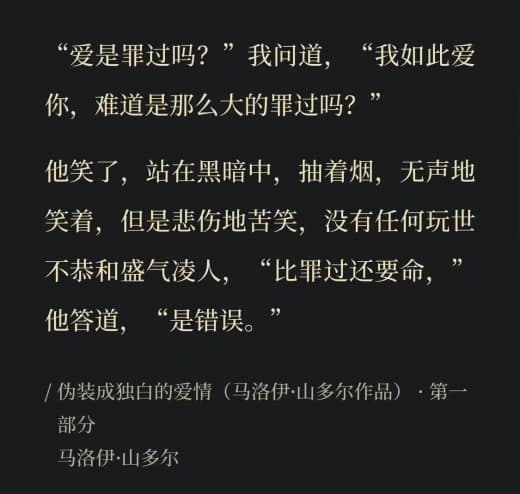 “爱是罪过吗？”我问道，“我如此爱
你，难道是那么大的罪过吗？”
他笑了，站在黑暗中，抽着烟，无声地
笑着，但是悲伤地苦笑，没有任何玩世
不恭和盛气凌人，“比罪过还要命，”
他答道，“是错误。”
/ 伪装成独白的爱情（马洛伊·山多尔作品）· 第一
部分
马洛伊·山多尔